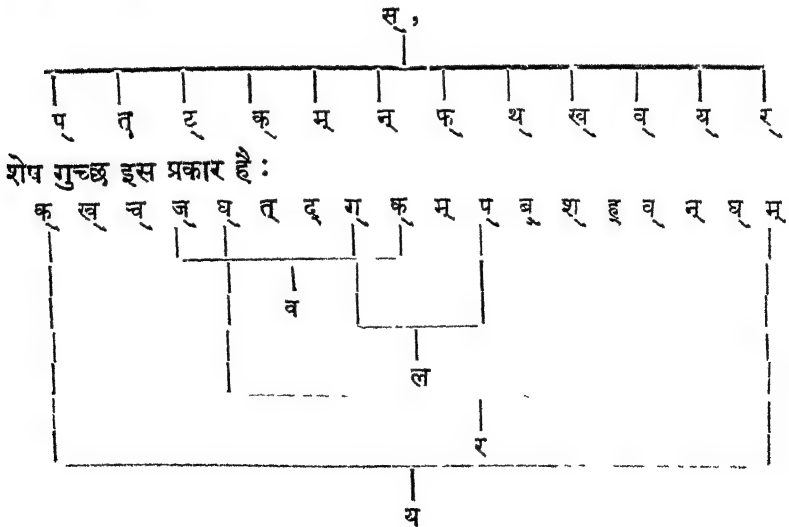 स्,
प् त् ट् क् म् न् फ् थ् ख् व् य् र्
शेष गुच्छ इस प्रकार हैं:
क् ख् च् ज् घ् त् द् ग् क् म् प् ब् श् ह् व् न् ध् म्
व
ल
र
य